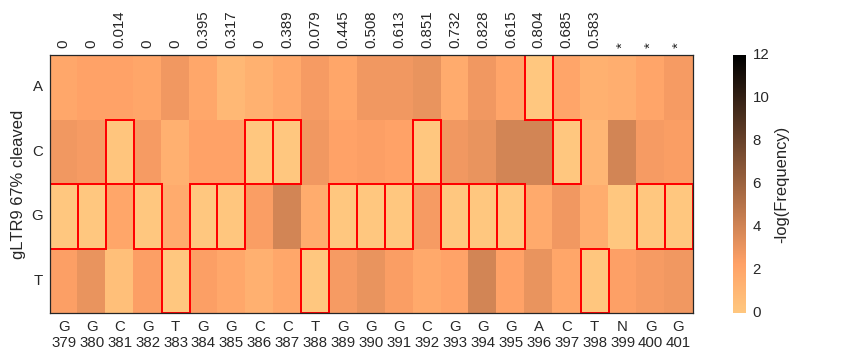 0 0 0.014 0 0 0.395 0.317 0 0.389 0.079 0.445 0.508 0.613 0.851 0.732 0.828 0.615 0.804 0.685 0.583 * * *
gLTR9 67% cleaved
A
C
G
T
G G C G T G G C C T G G G C G G G A C T N G G
379 380 381 382 383 384 385 386 387 388 389 390 391 392 393 394 395 396 397 398 399 400 401
12
10
8
6
4
2
0
-log(Frequency)